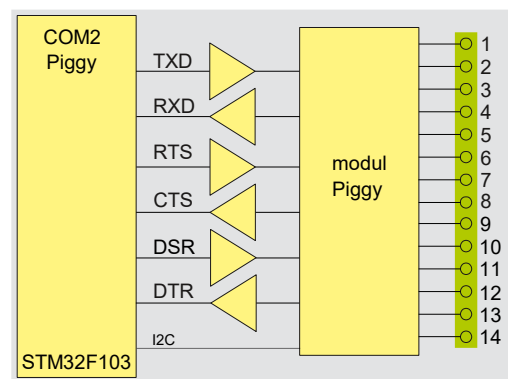 COM2
Piggy
TXD
RXD
RTS
CTS
DSR
DTR
I2C
STM32F103
modul
Piggy
1
2
3
4
5
6
7
8
9
10
11
12
13
14